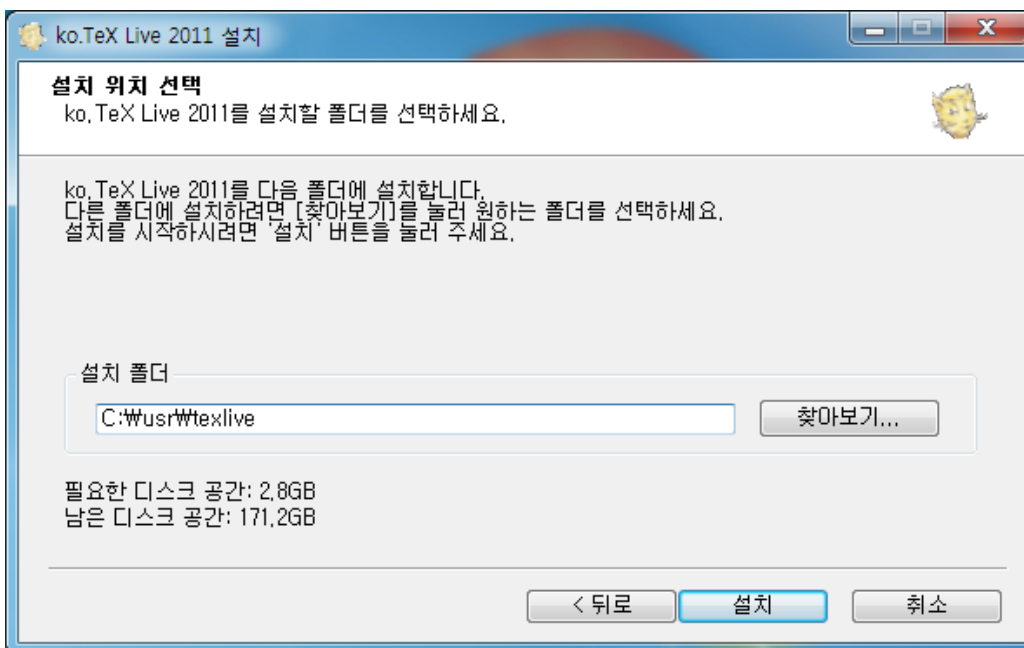 ko.TeX Live 2011 설치
설치 위치 선택
ko.TeX Live 2011를 설치할 폴더를 선택하세요.
ko.TeX Live 2011를 다음 폴더에 설치합니다.
다른 폴더에 설치하려면 [찾아보기]를 눌러 원하는 폴더를 선택하세요.
설치를 시작하시려면 '설치' 버튼을 눌러 주세요.
설치 폴더
C:₩usr₩texlive
찾아보기...
필요한 디스크 공간: 2.8GB
남은 디스크 공간: 171.2GB
< 뒤로
설치
취소